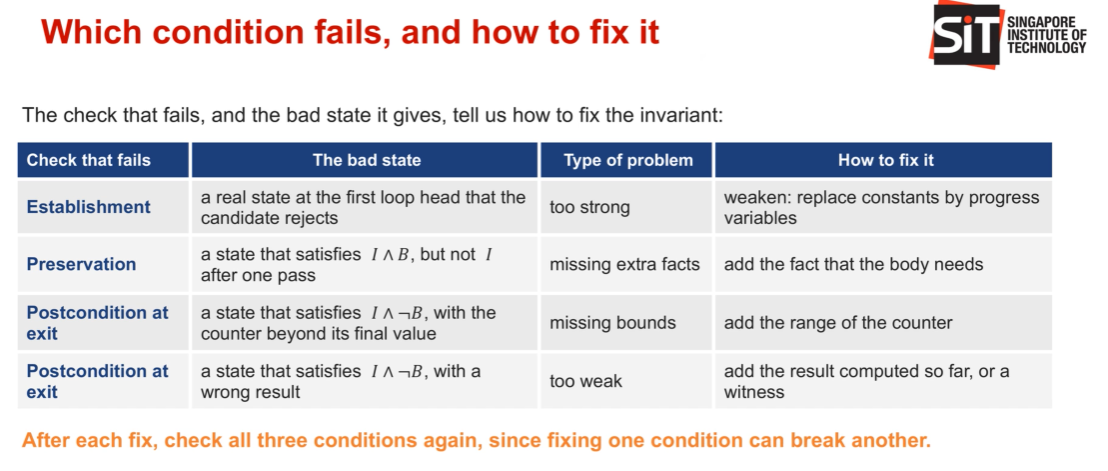 Which condition fails, and how to fix it
SiT
SINGAPORE
INSTITUTE OF
TECHNOLOGY
The check that fails, and the bad state it gives, tell us how to fix the invariant:
Check that fails The bad state Type of problem How to fix it
Establishment a real state at the first loop head that the candidate rejects too strong weaken: replace constants by progress variables
Preservation a state that satisfies I ∧ B, but not I after one pass missing extra facts add the fact that the body needs
Postcondition at exit a state that satisfies I ∧ ¬B, with the counter beyond its final value missing bounds add the range of the counter
Postcondition at exit a state that satisfies I ∧ ¬B, with a wrong result too weak add the result computed so far, or a witness
After each fix, check all three conditions again, since fixing one condition can break another.